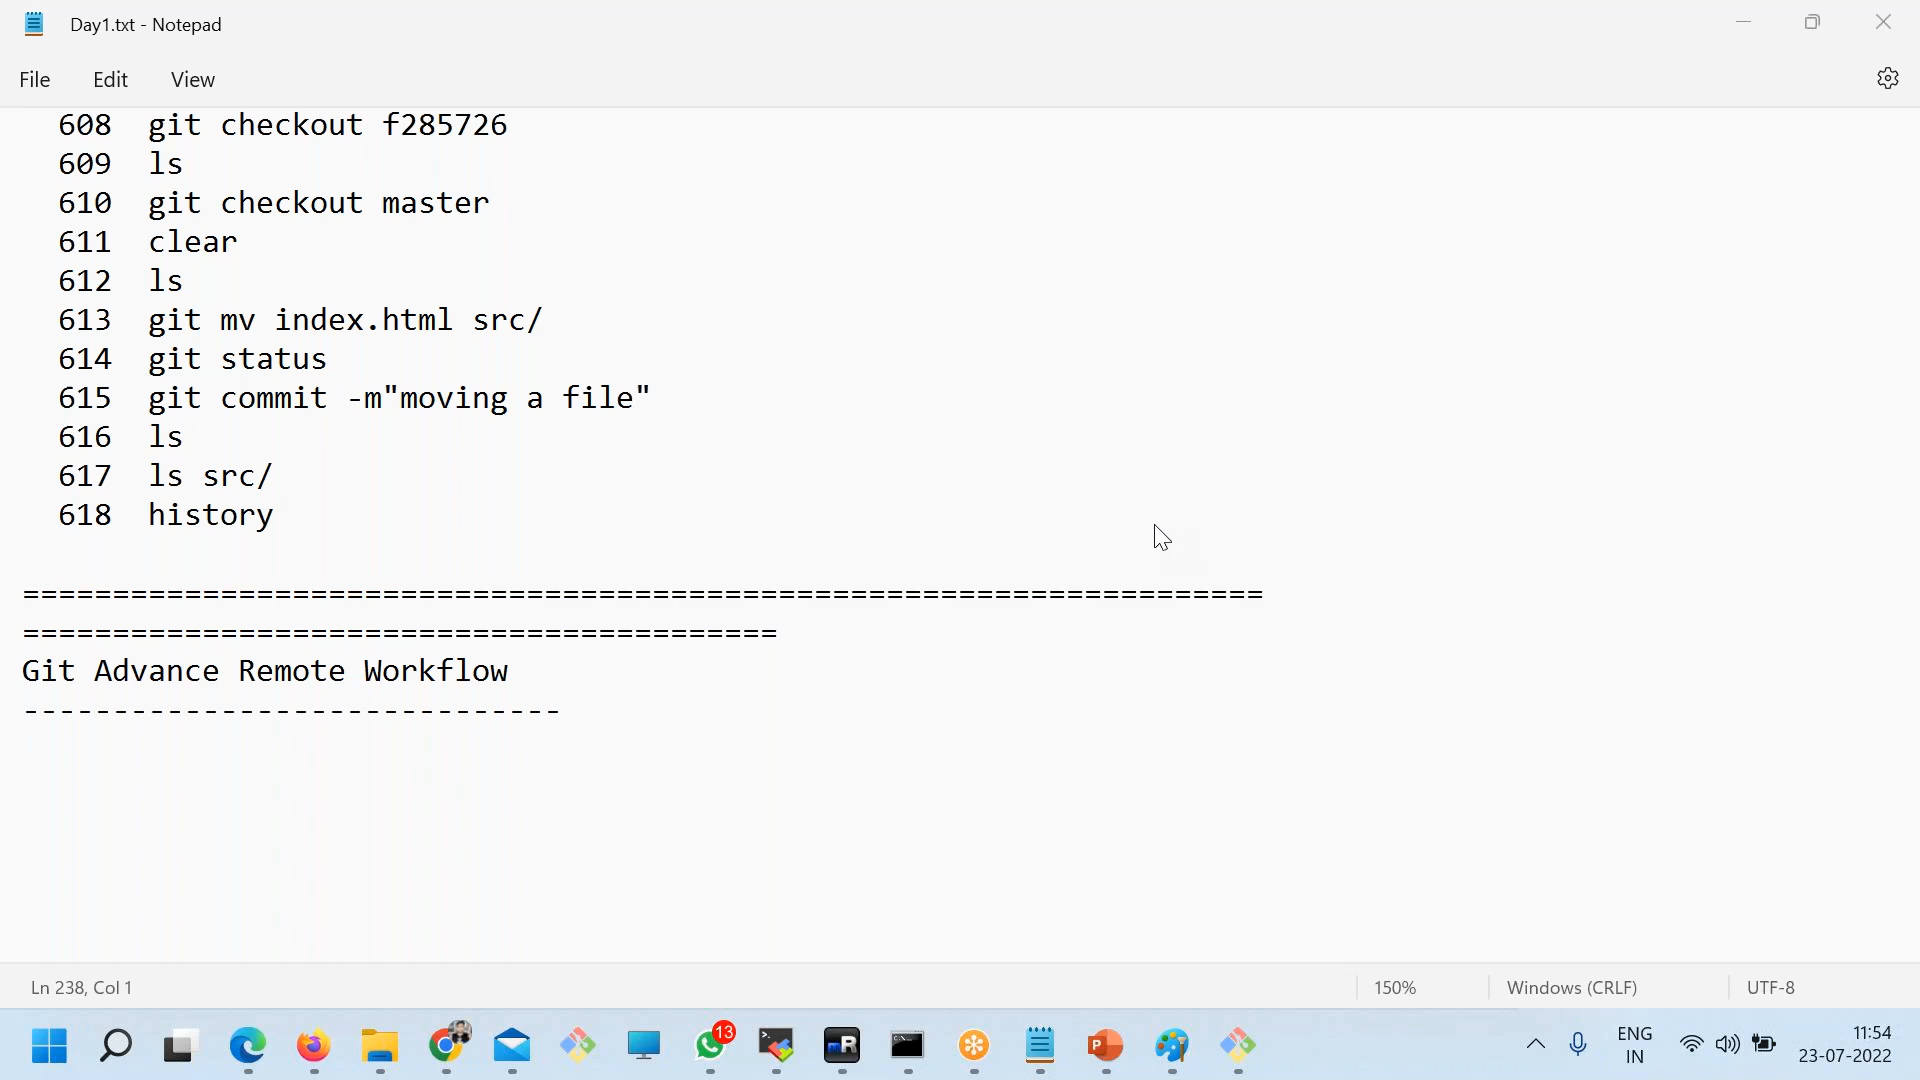 Day1.txt - Notepad
File Edit View
608 git checkout f285726
609 ls
610 git checkout master
611 clear
612 ls
613 git mv index.html src/
614 git status
615 git commit -m"moving a file"
616 ls
617 ls src/
618 history
=====================================================================
==========================================
Git Advance Remote Workflow
------------------------------
Ln 238, Col 1 150% Windows (CRLF) UTF-8
13
ENG
IN
11:54
23-07-2022